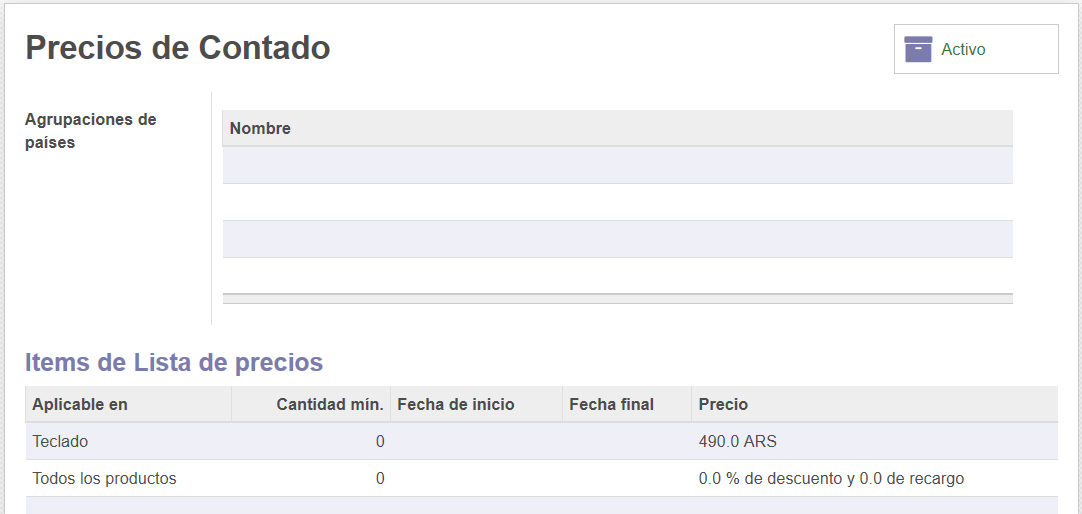 Precios de Contado
Activo
Agrupaciones de
países
Nombre
Items de Lista de precios
Aplicable en Cantidad mín. Fecha de inicio Fecha final Precio
Teclado 0 490.0 ARS
Todos los productos 0 0.0 % de descuento y 0.0 de recargo